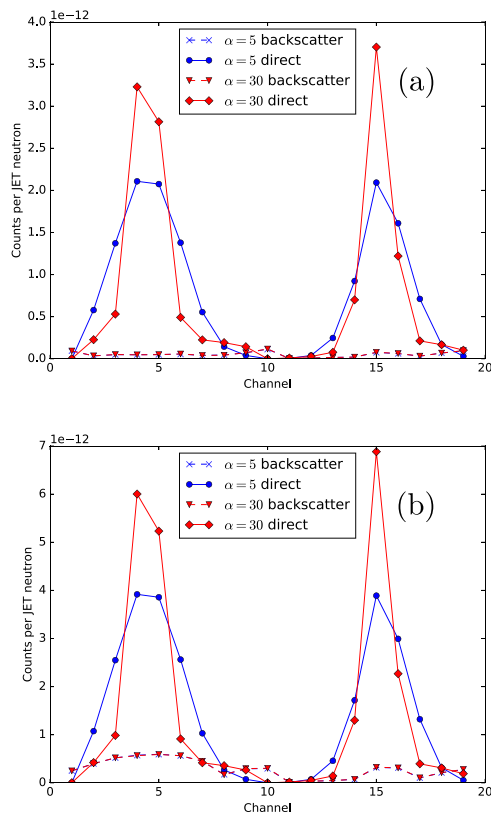 1e−12
4.0
3.5
3.0
2.5
2.0
1.5
1.0
0.5
0.0
Counts per JET neutron
α = 5 backscatter
α = 5 direct
α = 30 backscatter
α = 30 direct
(a)
0 5 10 15 20
Channel
1e−12
7
6
5
4
3
2
1
0
Counts per JET neutron
α = 5 backscatter
α = 5 direct
α = 30 backscatter
α = 30 direct
(b)
0 5 10 15 20
Channel